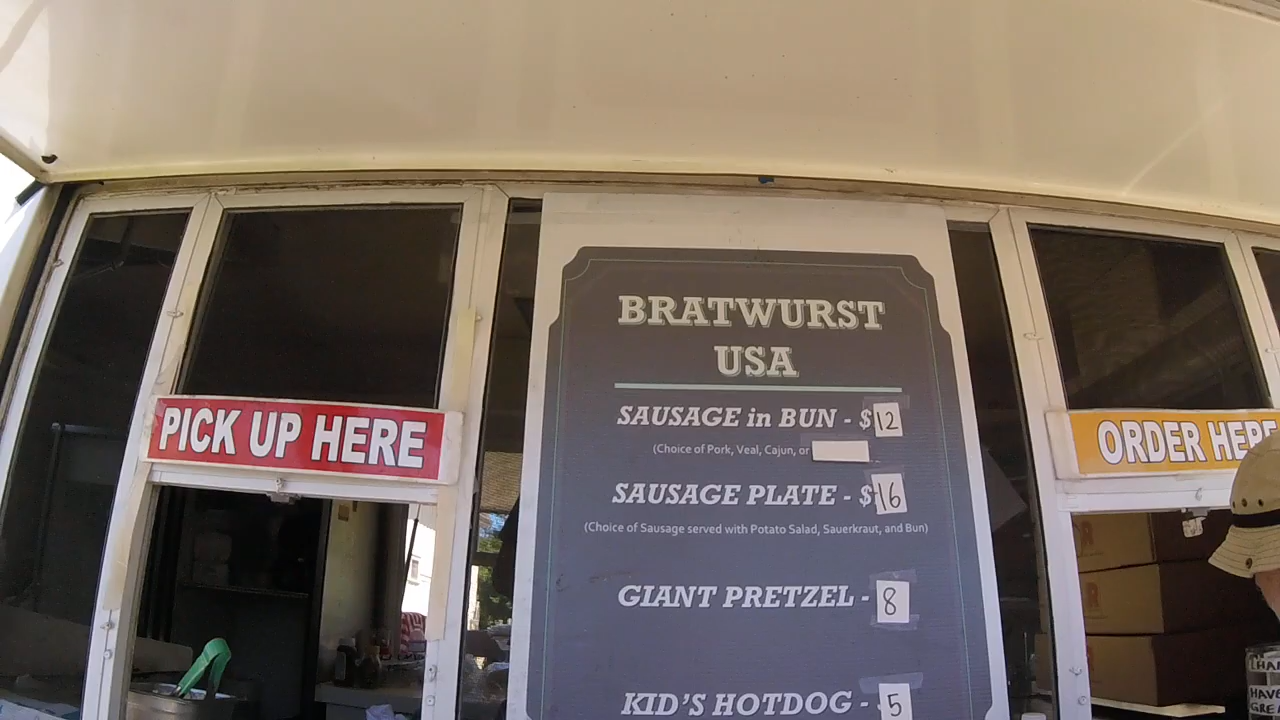 BRATWURST
USA
SAUSAGE in BUN - $12
(Choice of Pork, Veal, Cajun, or
SAUSAGE PLATE - $16
(Choice of Sausage served with Potato Salad, Sauerkraut, and Bun)
GIANT PRETZEL - 8
KID'S HOTDOG - 5
PICK UP HERE
ORDER HERE
HAVE